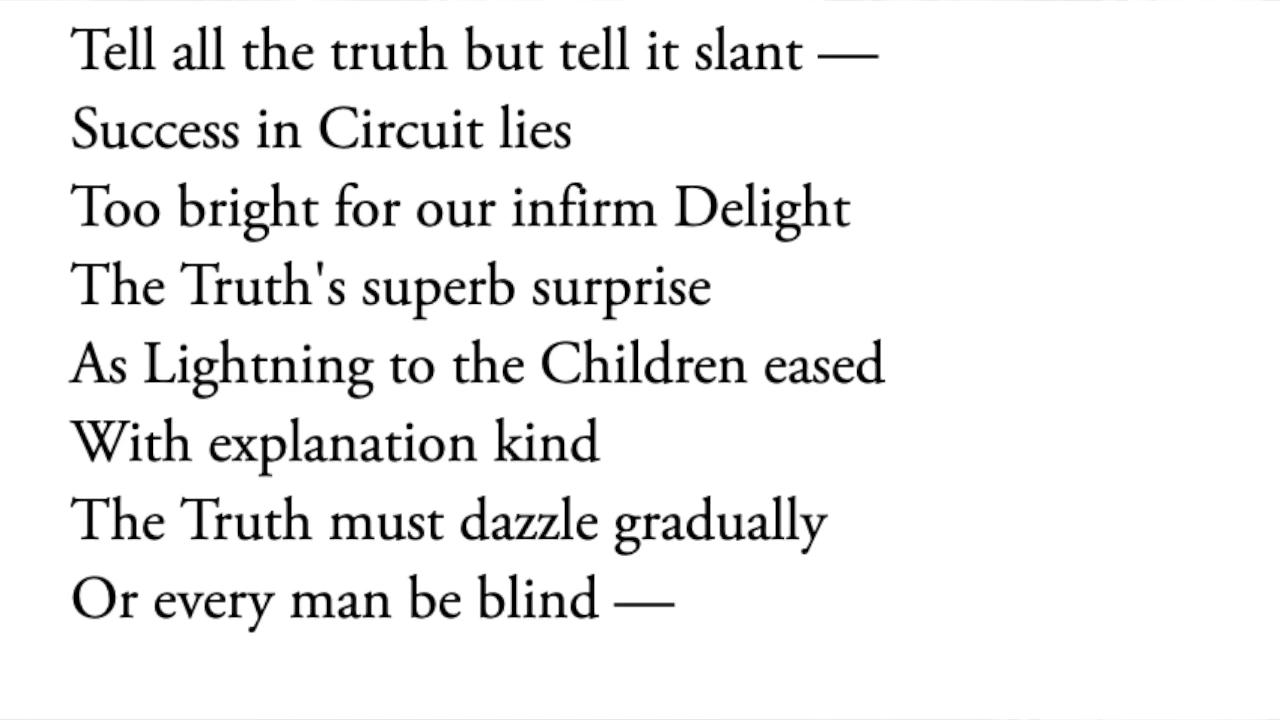 Tell all the truth but tell it slant —
Success in Circuit lies
Too bright for our infirm Delight
The Truth's superb surprise
As Lightning to the Children eased
With explanation kind
The Truth must dazzle gradually
Or every man be blind —